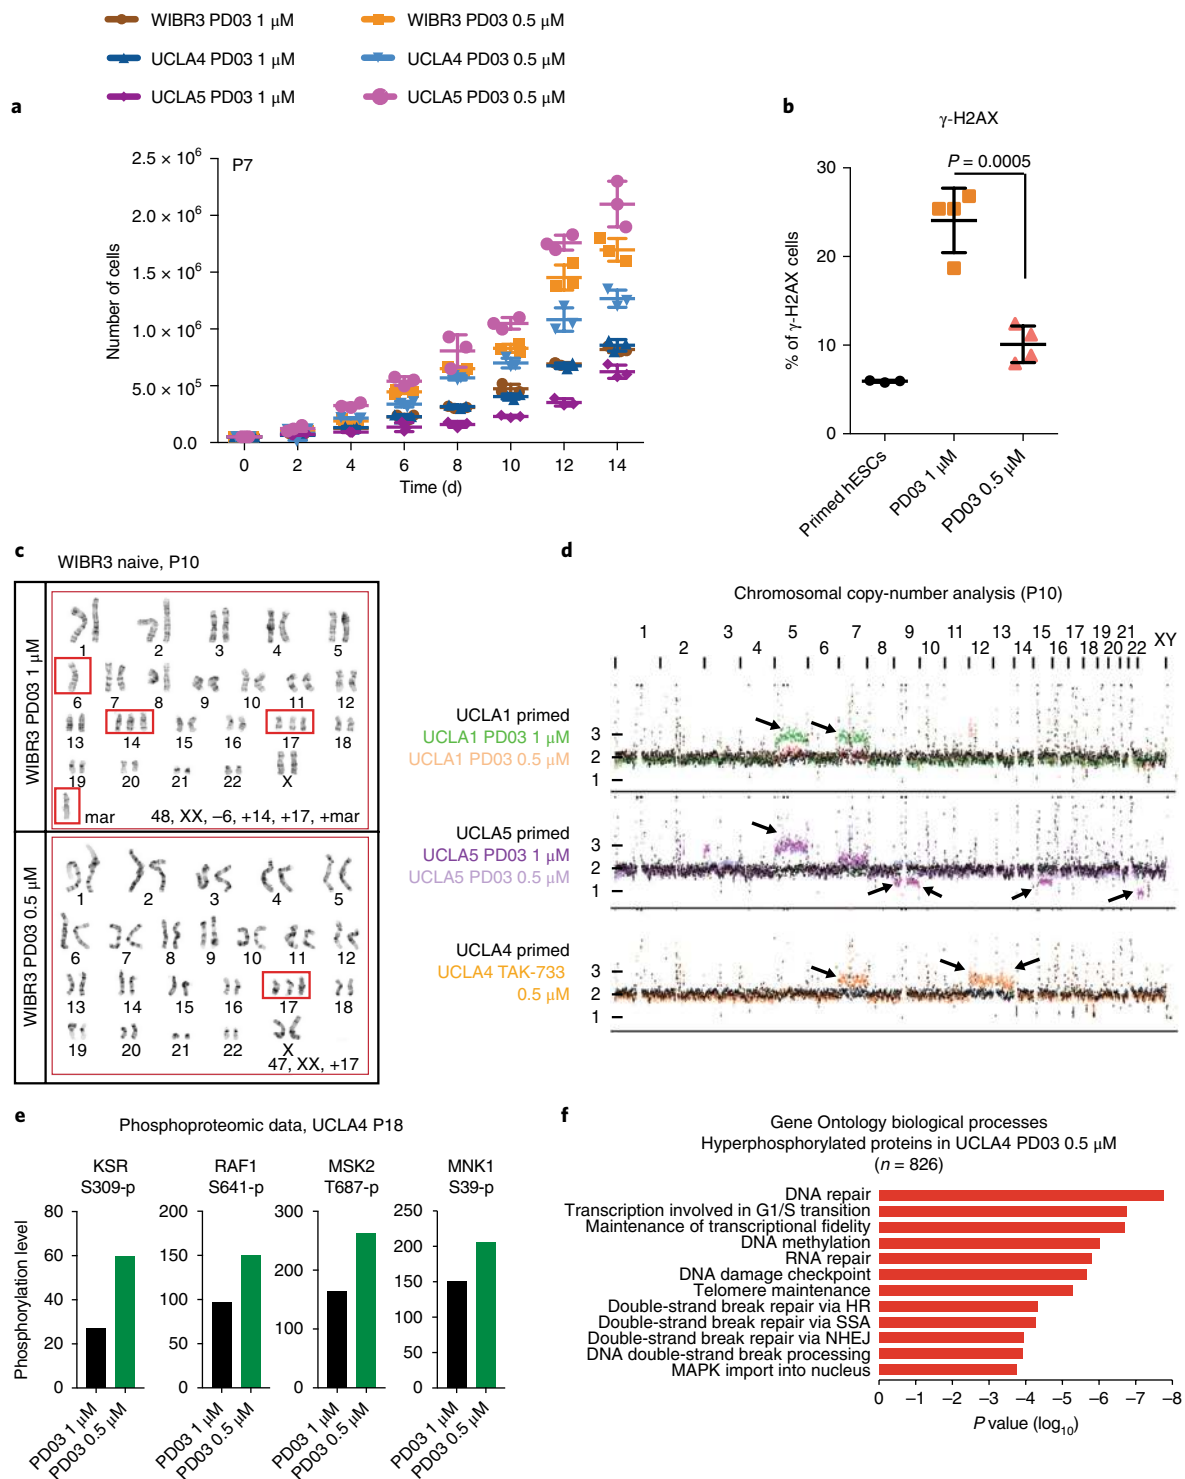 WIBR3 PD03 1 μM
WIBR3 PD03 0.5 μM
UCLA4 PD03 1 μM
UCLA4 PD03 0.5 μM
UCLA5 PD03 1 μM
UCLA5 PD03 0.5 μM
a
P7
Number of cells
2.5 × 10⁶
2.0 × 10⁶
1.5 × 10⁶
1.0 × 10⁶
5.0 × 10⁵
0.0
0 2 4 6 8 10 12 14
Time (d)
b
γ-H2AX
P = 0.0005
% of γ-H2AX cells
30
20
10
0
Primed hESCs
PD03 1 μM
PD03 0.5 μM
c
WIBR3 naive, P10
WIBR3 PD03 1 μM
1 2 3 4 5
6 7 8 9 10 11 12
13 14 15 16 17 18
19 20 21 22 X
mar
48, XX, –6, +14, +17, +mar
WIBR3 PD03 0.5 μM
1 2 3 4 5
6 7 8 9 10 11 12
13 14 15 16 17 18
19 20 21 22 X
47, XX, +17
d
Chromosomal copy-number analysis (P10)
1 3 5 7 9 11 13 15 17 19 21
2 4 6 8 10 12 14 16 18 20 22 XY
UCLA1 primed
UCLA1 PD03 1 μM
UCLA1 PD03 0.5 μM
3
2
1
UCLA5 primed
UCLA5 PD03 1 μM
UCLA5 PD03 0.5 μM
3
2
1
UCLA4 primed
UCLA4 TAK-733
0.5 μM
3
2
1
e
Phosphoproteomic data, UCLA4 P18
Phosphorylation level
KSR
S309-p
80
60
40
20
0
PD03 1 μM
PD03 0.5 μM
RAF1
S641-p
200
150
100
50
0
PD03 1 μM
PD03 0.5 μM
MSK2
T687-p
300
200
100
0
PD03 1 μM
PD03 0.5 μM
MNK1
S39-p
250
200
150
100
50
0
PD03 1 μM
PD03 0.5 μM
f
Gene Ontology biological processes
Hyperphosphorylated proteins in UCLA4 PD03 0.5 μM
(n = 826)
DNA repair
Transcription involved in G1/S transition
Maintenance of transcriptional fidelity
DNA methylation
RNA repair
DNA damage checkpoint
Telomere maintenance
Double-strand break repair via HR
Double-strand break repair via SSA
Double-strand break repair via NHEJ
DNA double-strand break processing
MAPK import into nucleus
0 –1 –2 –3 –4 –5 –6 –7 –8
P value (log₁₀)